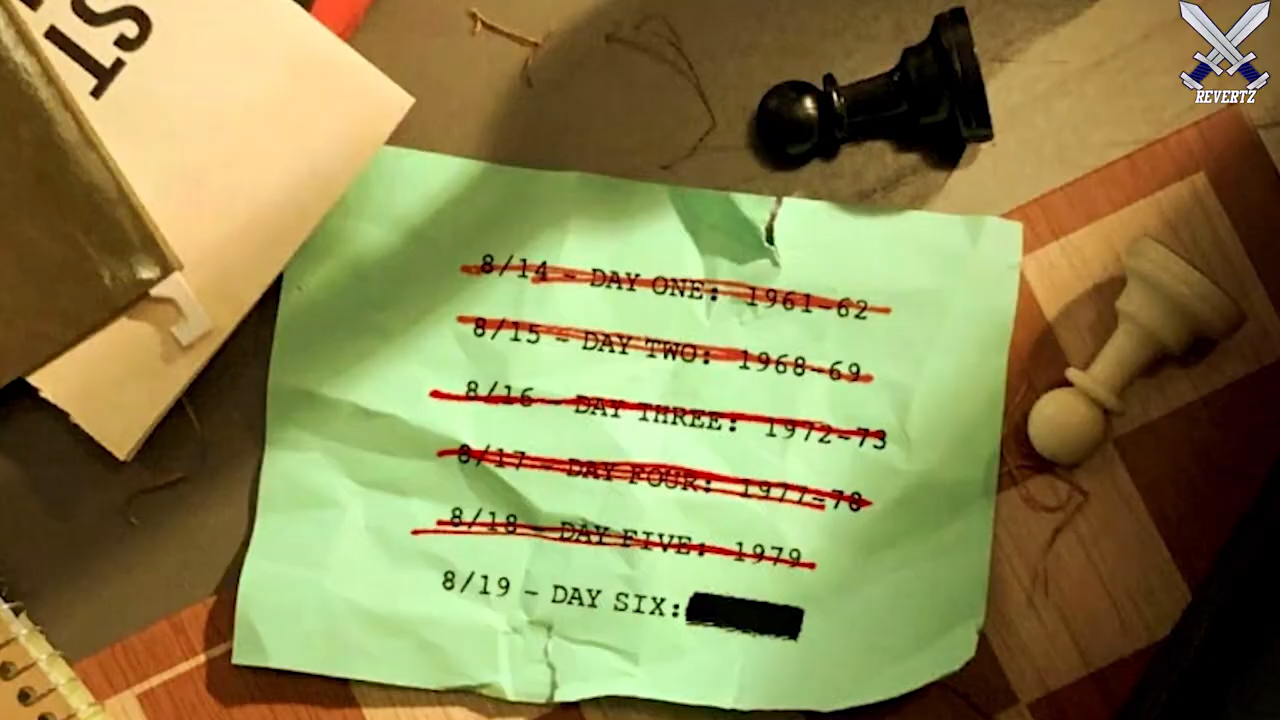 IST
REVERTZ
8/14 - DAY ONE: 1961-62
8/15 - DAY TWO: 1968-69
8/16 - DAY THREE: 1972-73
8/17 - DAY FOUR: 1977-78
8/18 - DAY FIVE: 1979
8/19 - DAY SIX: